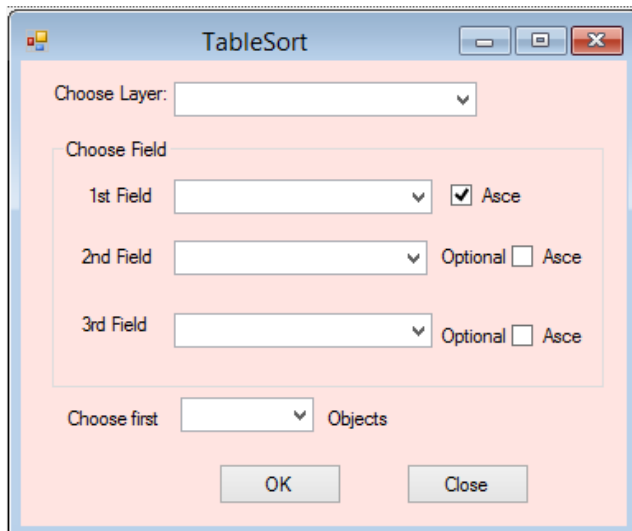 TableSort
Choose Layer:
Choose Field
1st Field Asce
2nd Field Optional Asce
3rd Field Optional Asce
Choose first Objects
OK Close